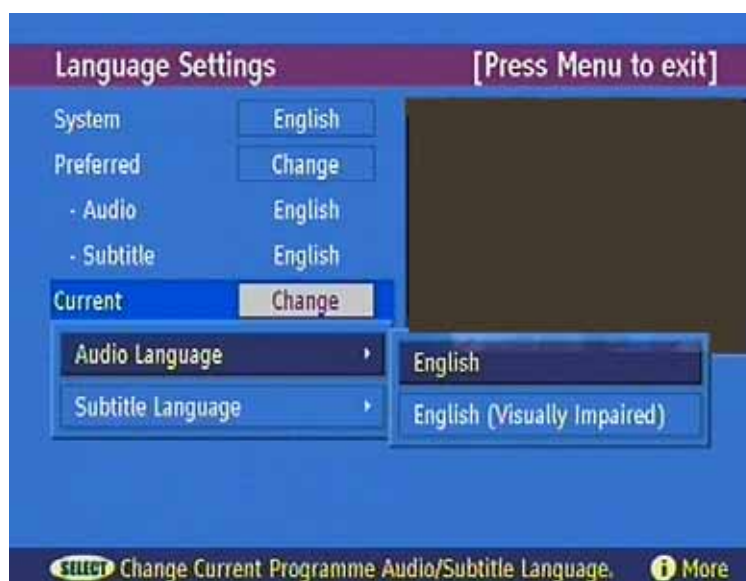 Language Settings [Press Menu to exit]
System English
Preferred Change
- Audio English
- Subtitle English
Current Change
Audio Language
English
Subtitle Language
English (Visually Impaired)
SELECT Change Current Programme Audio/Subtitle Language. i More